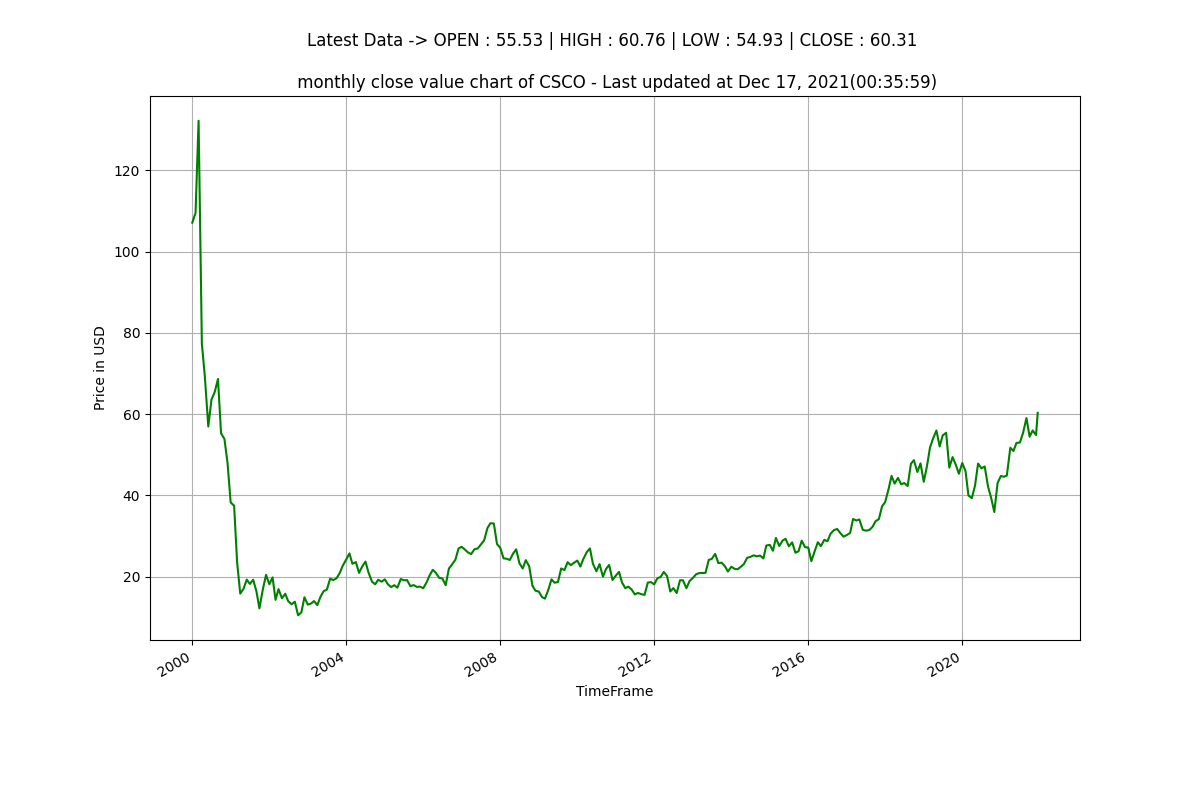 Latest Data -> OPEN : 55.53 | HIGH : 60.76 | LOW : 54.93 | CLOSE : 60.31
monthly close value chart of CSCO - Last updated at Dec 17, 2021(00:35:59)
120
100
80
60
40
20
Price in USD
2000 2004 2008 2012 2016 2020
TimeFrame